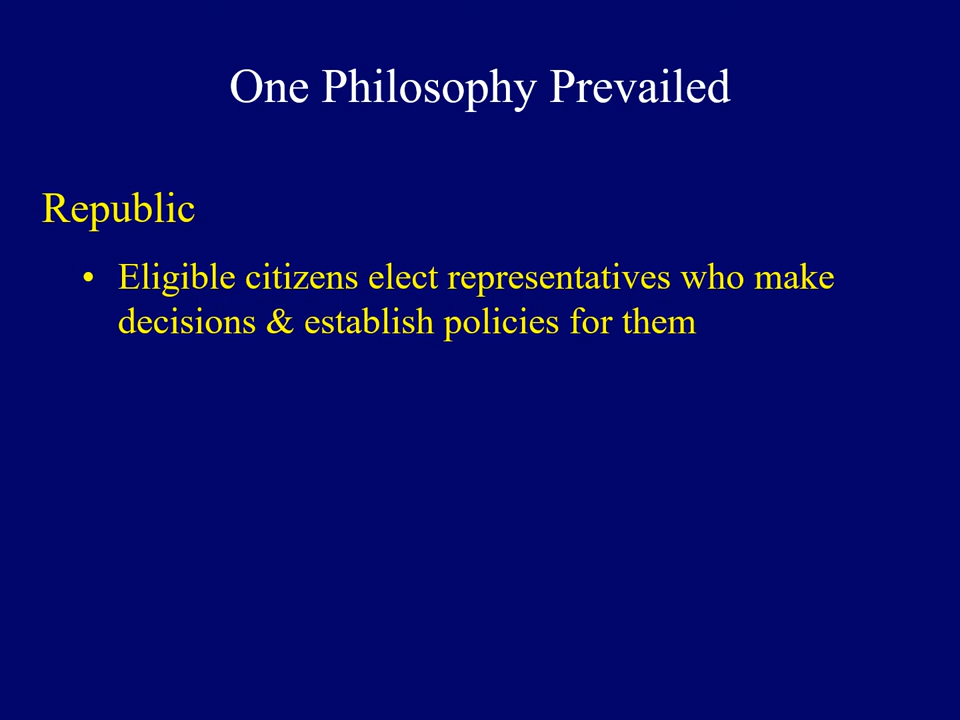 One Philosophy Prevailed
Republic
• Eligible citizens elect representatives who make
decisions & establish policies for them